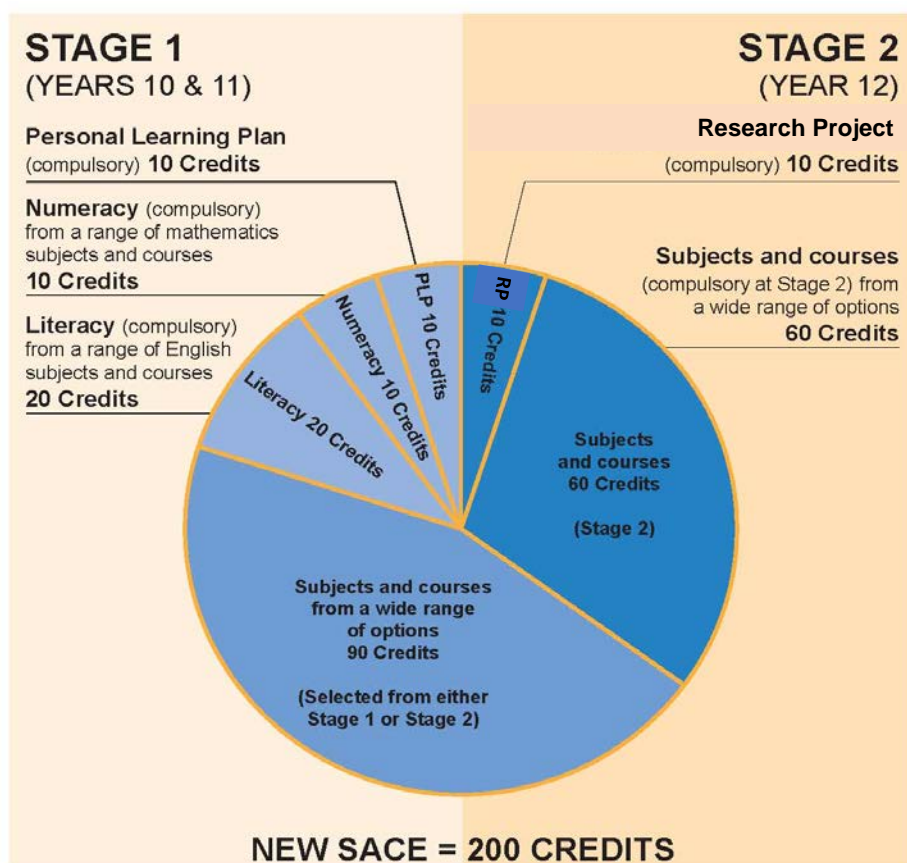 STAGE 1
(YEARS 10 & 11)
Personal Learning Plan
(compulsory) 10 Credits
Numeracy (compulsory)
from a range of mathematics
subjects and courses
10 Credits
Literacy (compulsory)
from a range of English
subjects and courses
20 Credits
STAGE 2
(YEAR 12)
Research Project
(compulsory) 10 Credits
Subjects and courses
(compulsory at Stage 2) from
a wide range of options
60 Credits
Literacy 20 Credits
Numeracy 10 Credits
PLP 10 Credits
RP 10 Credits
Subjects
and courses
60 Credits
(Stage 2)
Subjects and courses
from a wide range
of options
90 Credits
(Selected from either
Stage 1 or Stage 2)
NEW SACE = 200 CREDITS